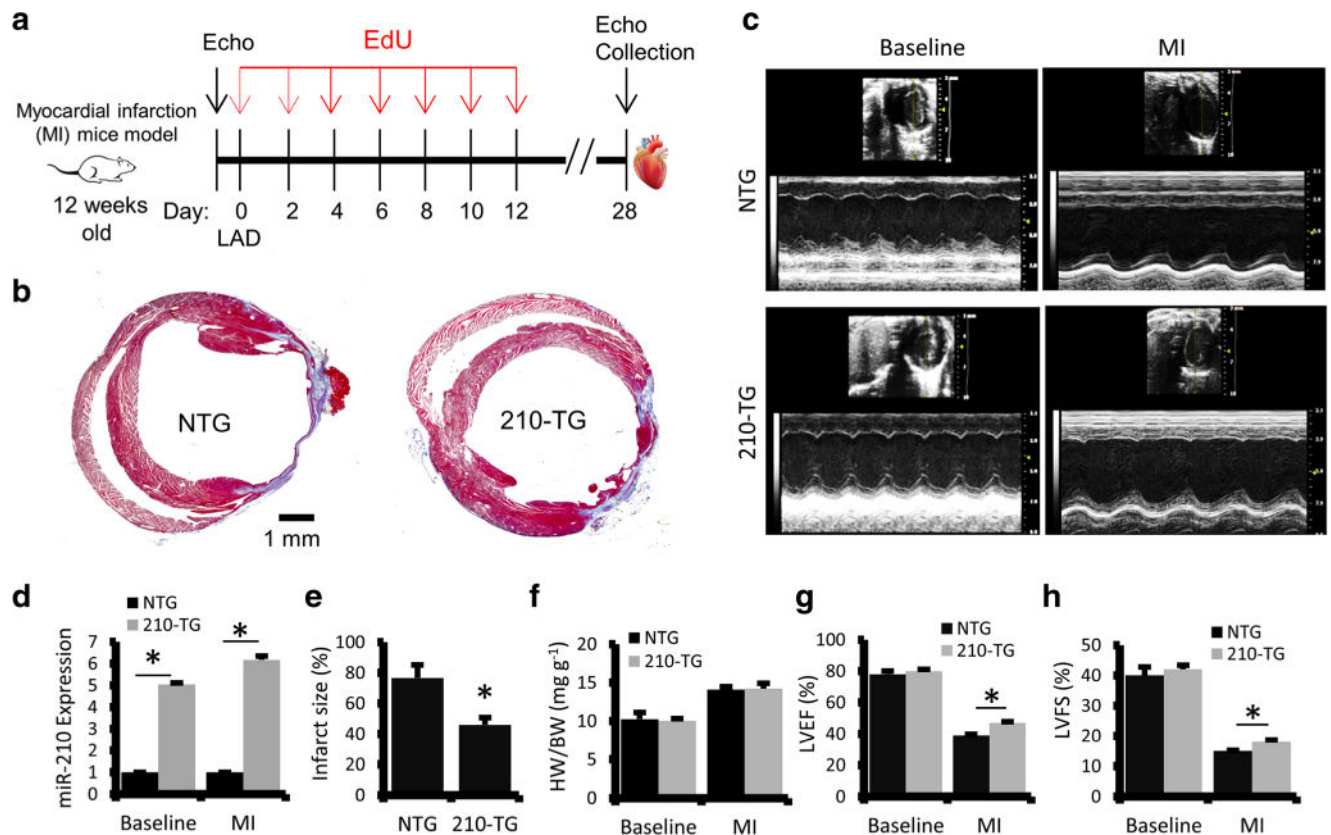 a
Echo
EdU
Echo
Collection
Myocardial infarction
(MI) mice model
12 weeks
old
Day: 0 2 4 6 8 10 12 28
LAD
b
NTG
210-TG
1 mm
c
Baseline MI
NTG
210-TG
d
NTG
210-TG
miR-210 Expression
7
6
5
4
3
2
1
0
*
*
Baseline MI
e
Infarct size (%)
100
80
60
40
20
0
*
NTG 210-TG
f
NTG
210-TG
HW/BW (mg g⁻¹)
20
15
10
5
0
Baseline MI
g
NTG
210-TG
LVEF (%)
100
80
60
40
20
0
*
Baseline MI
h
NTG
210-TG
LVFS (%)
50
40
30
20
10
0
*
Baseline MI